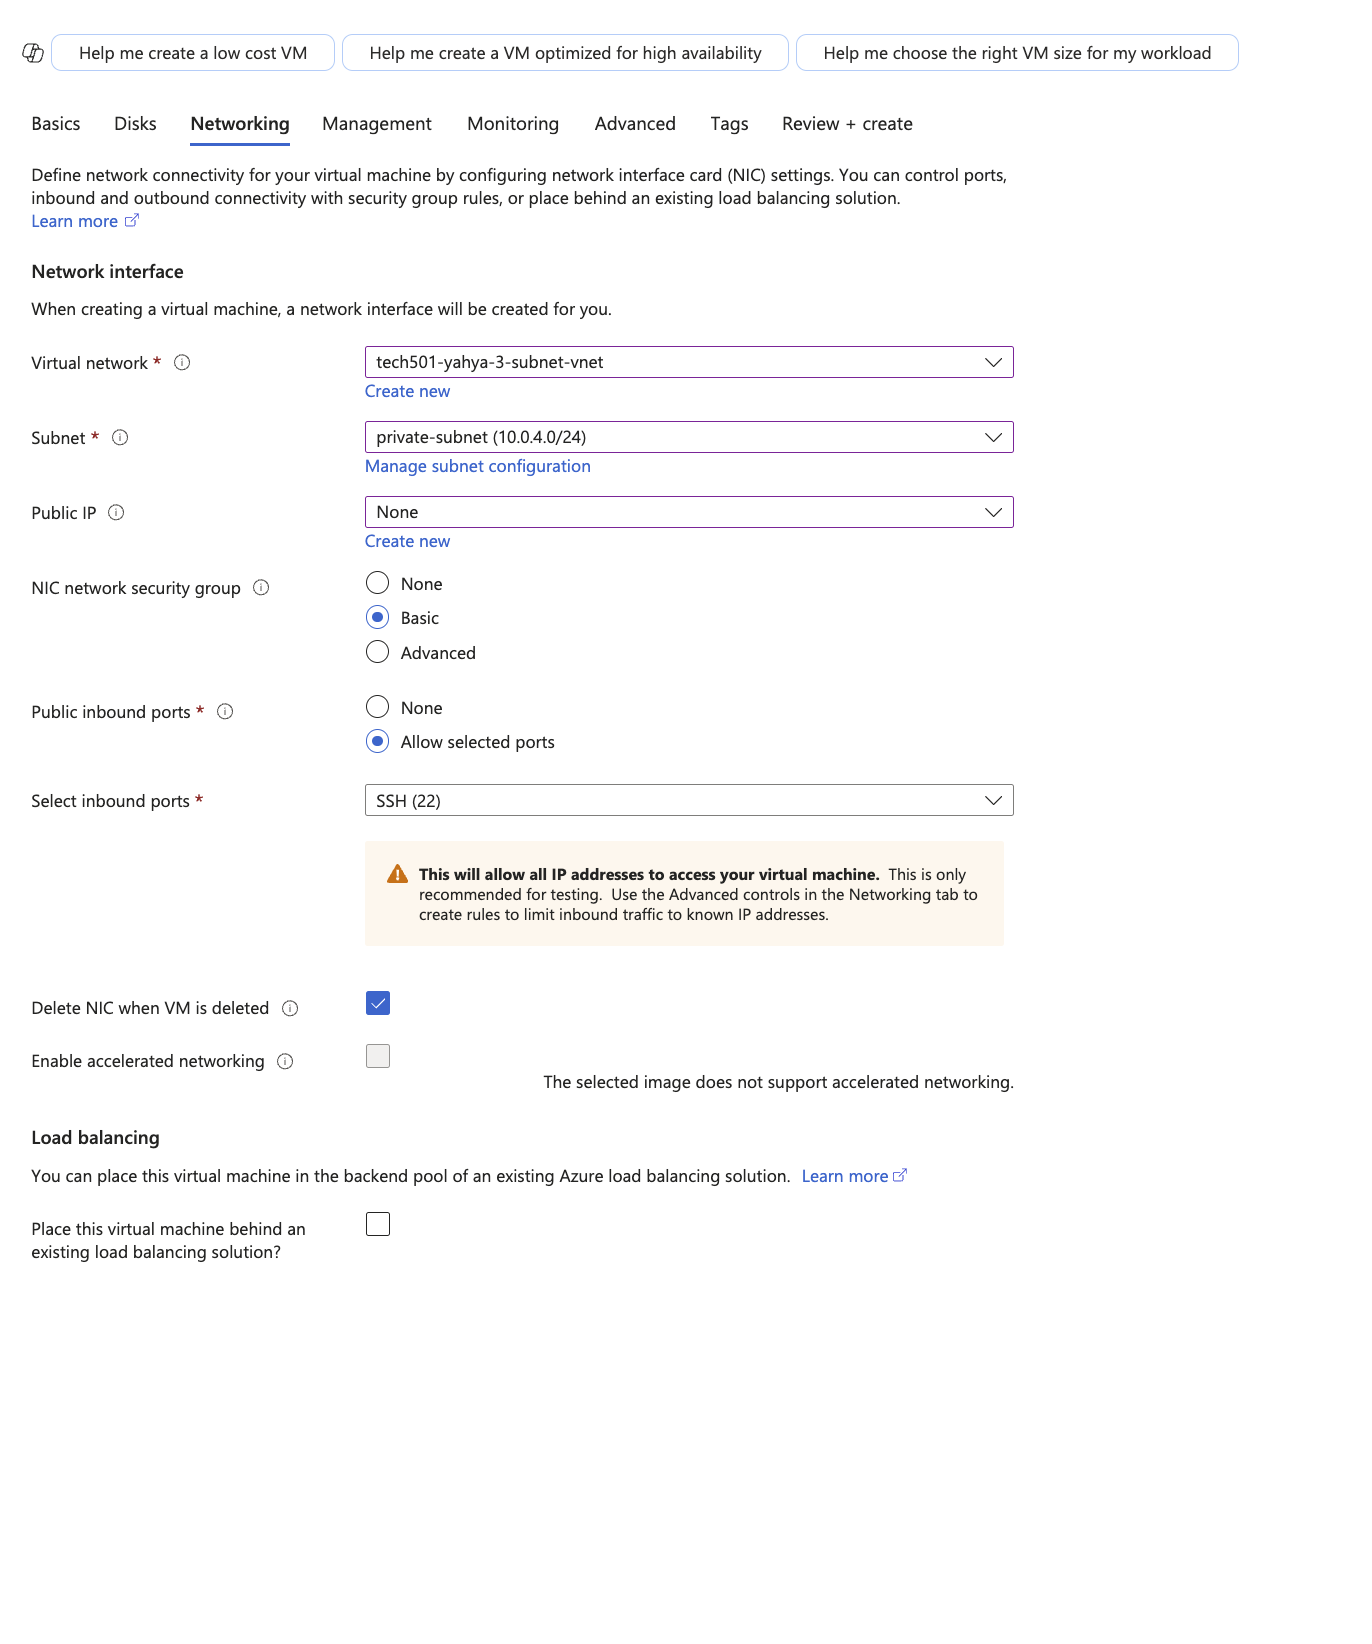 Help me create a low cost VM
Help me create a VM optimized for high availability
Help me choose the right VM size for my workload
Basics Disks Networking Management Monitoring Advanced Tags Review + create
Define network connectivity for your virtual machine by configuring network interface card (NIC) settings. You can control ports,
inbound and outbound connectivity with security group rules, or place behind an existing load balancing solution.
Learn more
Network interface
When creating a virtual machine, a network interface will be created for you.
Virtual network *
tech501-yahya-3-subnet-vnet
Create new
Subnet *
private-subnet (10.0.4.0/24)
Manage subnet configuration
Public IP
None
Create new
NIC network security group
None
Basic
Advanced
Public inbound ports *
None
Allow selected ports
Select inbound ports *
SSH (22)
This will allow all IP addresses to access your virtual machine. This is only
recommended for testing. Use the Advanced controls in the Networking tab to
create rules to limit inbound traffic to known IP addresses.
Delete NIC when VM is deleted
Enable accelerated networking
The selected image does not support accelerated networking.
Load balancing
You can place this virtual machine in the backend pool of an existing Azure load balancing solution. Learn more
Place this virtual machine behind an
existing load balancing solution?